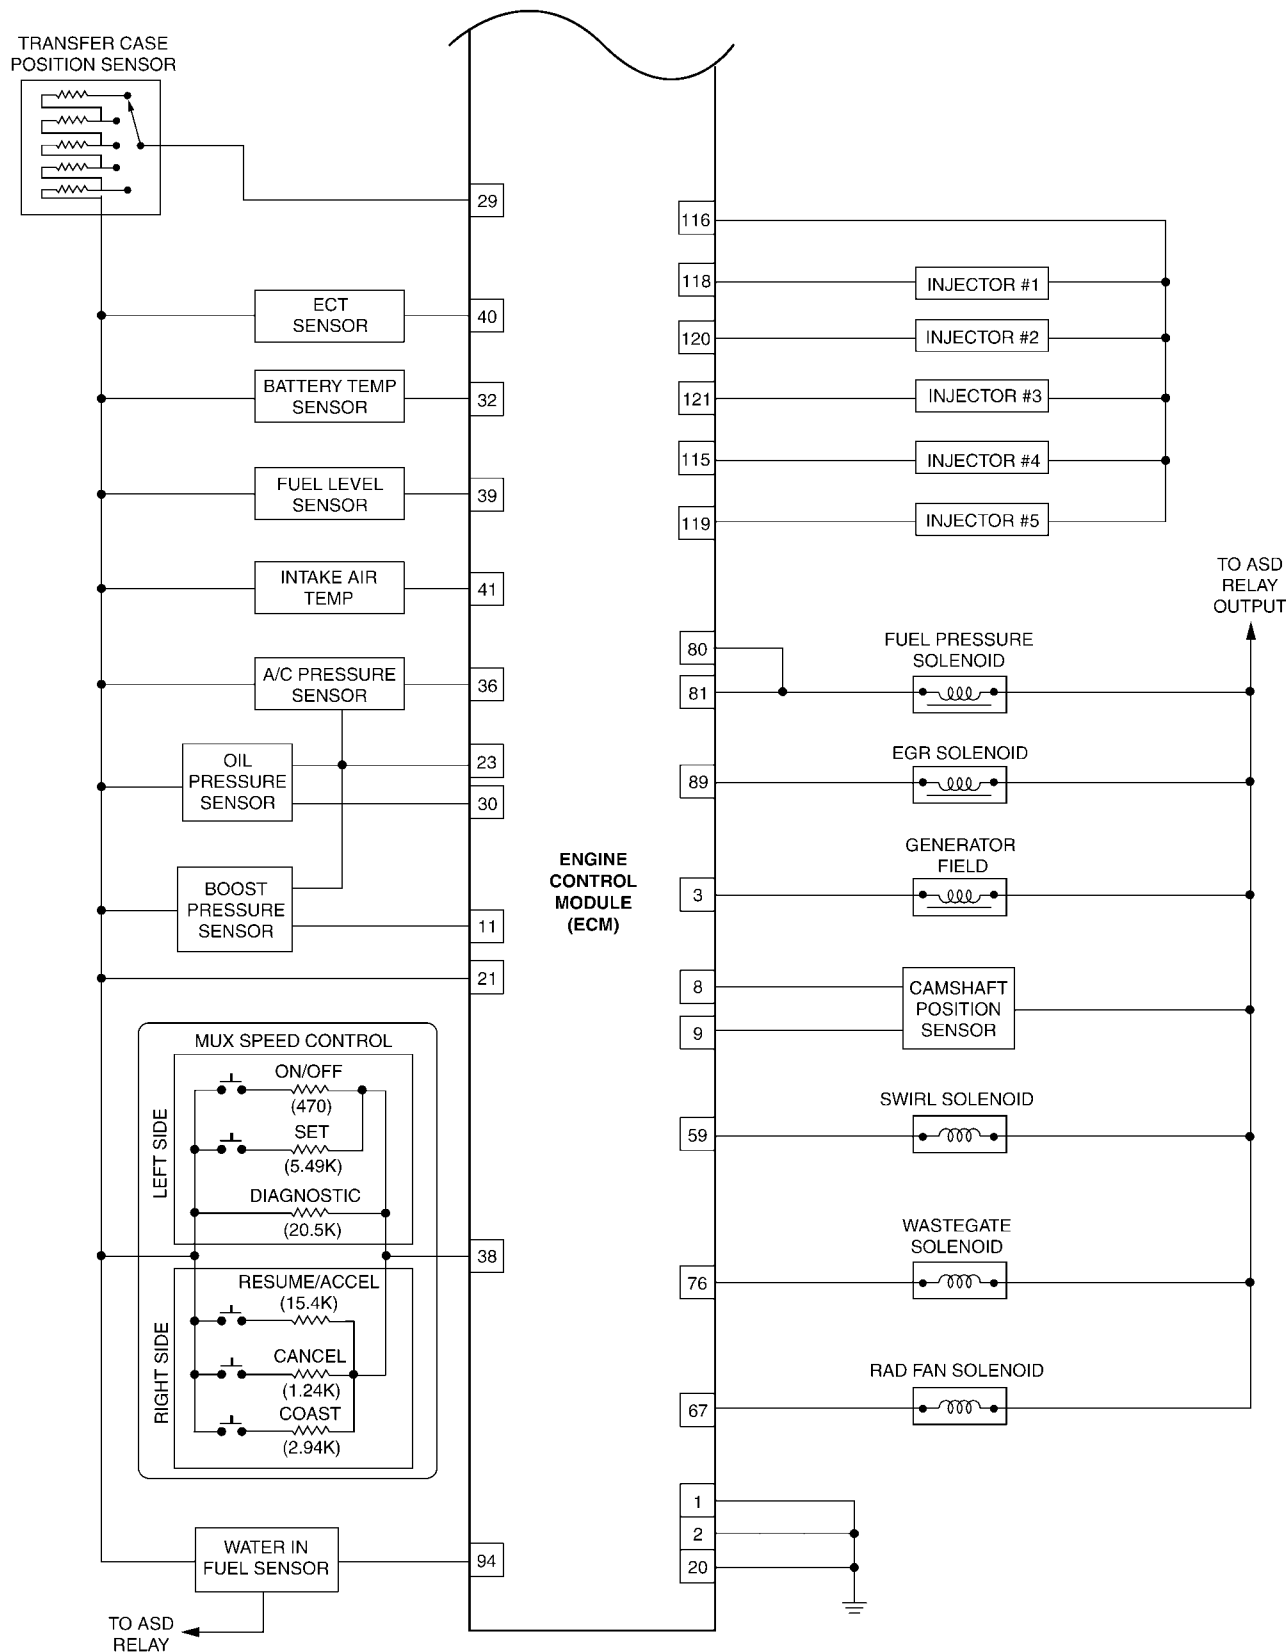 TRANSFER CASE
POSITION SENSOR
29
ECT
SENSOR
40
BATTERY TEMP
SENSOR
32
FUEL LEVEL
SENSOR
39
INTAKE AIR
TEMP
41
A/C PRESSURE
SENSOR
36
OIL
PRESSURE
SENSOR
23
30
BOOST
PRESSURE
SENSOR
11
21
MUX SPEED CONTROL
LEFT SIDE
ON/OFF
(470)
SET
(5.49K)
DIAGNOSTIC
(20.5K)
38
RIGHT SIDE
RESUME/ACCEL
(15.4K)
CANCEL
(1.24K)
COAST
(2.94K)
WATER IN
FUEL SENSOR
94
TO ASD
RELAY
ENGINE
CONTROL
MODULE
(ECM)
116
118
INJECTOR #1
120
INJECTOR #2
121
INJECTOR #3
115
INJECTOR #4
119
INJECTOR #5
TO ASD
RELAY
OUTPUT
80
81
FUEL PRESSURE
SOLENOID
89
EGR SOLENOID
3
GENERATOR
FIELD
8
9
CAMSHAFT
POSITION
SENSOR
59
SWIRL SOLENOID
76
WASTEGATE
SOLENOID
67
RAD FAN SOLENOID
1
2
20